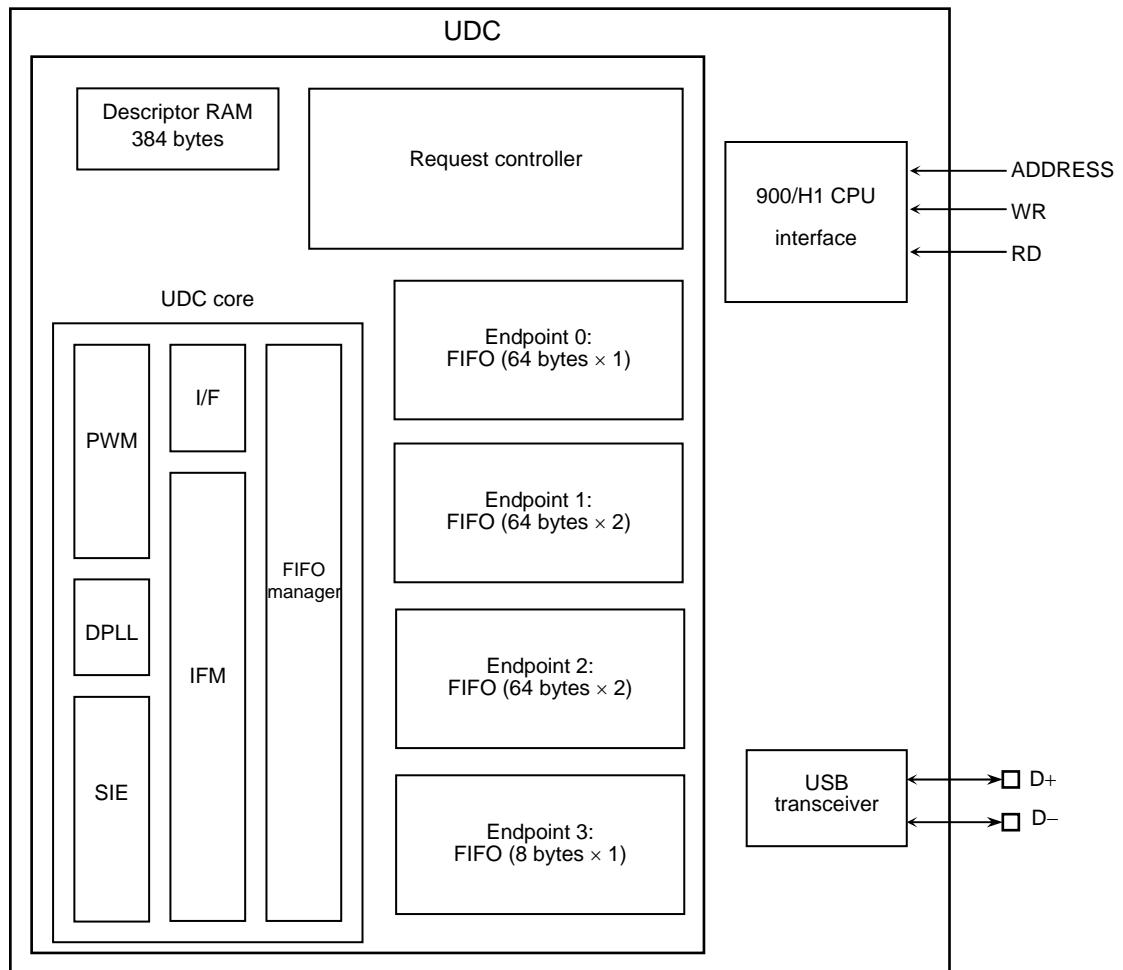 UDC
Descriptor RAM
384 bytes
Request controller
900/H1 CPU
interface
ADDRESS
WR
RD
UDC core
PWM
I/F
FIFO
manager
DPLL
IFM
SIE
Endpoint 0:
FIFO (64 bytes × 1)
Endpoint 1:
FIFO (64 bytes × 2)
Endpoint 2:
FIFO (64 bytes × 2)
Endpoint 3:
FIFO (8 bytes × 1)
USB
transceiver
D+
D−